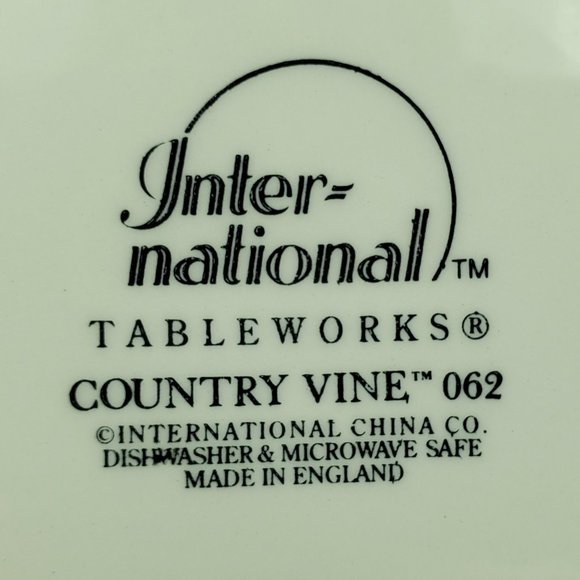 Inter-
national™
TABLEWORKS®
COUNTRY VINE™ 062
©INTERNATIONAL CHINA CO.
DISHWASHER & MICROWAVE SAFE
MADE IN ENGLAND